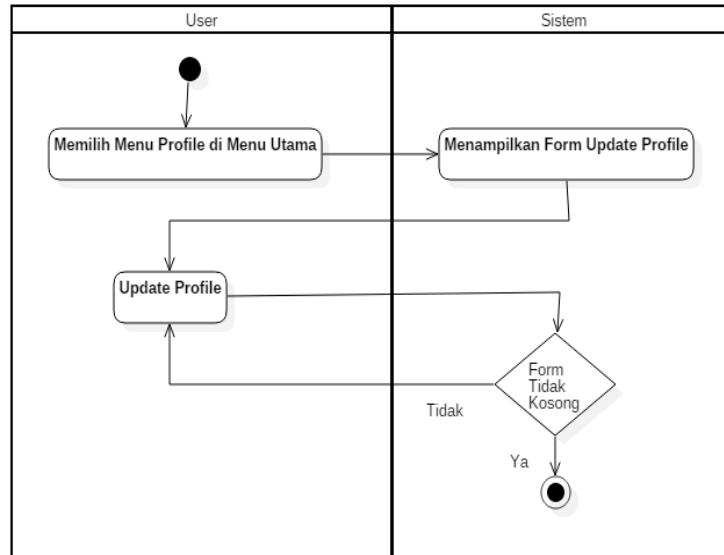 User
Sistem
Memilih Menu Profile di Menu Utama
Menampilkan Form Update Profile
Update Profile
Form
Tidak
Kosong
Tidak
Ya